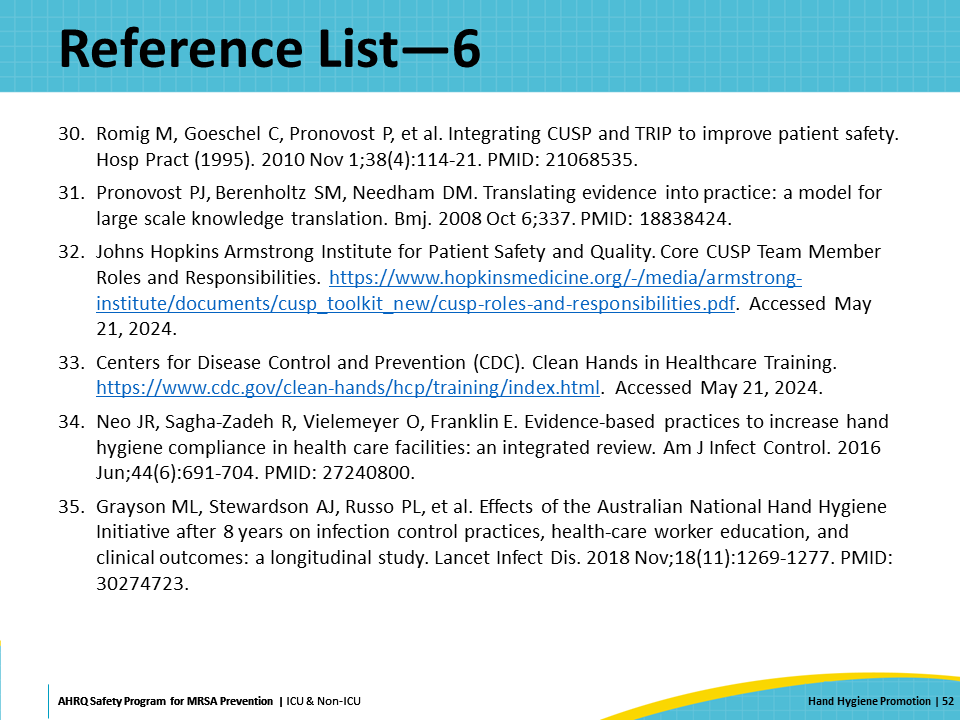 Reference List—6
30. Romig M, Goeschel C, Pronovost P, et al. Integrating CUSP and TRIP to improve patient safety.
Hosp Pract (1995). 2010 Nov 1;38(4):114-21. PMID: 21068535.
31. Pronovost PJ, Berenholtz SM, Needham DM. Translating evidence into practice: a model for
large scale knowledge translation. Bmj. 2008 Oct 6;337. PMID: 18838424.
32. Johns Hopkins Armstrong Institute for Patient Safety and Quality. Core CUSP Team Member
Roles and Responsibilities. https://www.hopkinsmedicine.org/-/media/armstrong-
institute/documents/cusp_toolkit_new/cusp-roles-and-responsibilities.pdf. Accessed May
21, 2024.
33. Centers for Disease Control and Prevention (CDC). Clean Hands in Healthcare Training.
https://www.cdc.gov/clean-hands/hcp/training/index.html. Accessed May 21, 2024.
34. Neo JR, Sagha-Zadeh R, Vielemeyer O, Franklin E. Evidence-based practices to increase hand
hygiene compliance in health care facilities: an integrated review. Am J Infect Control. 2016
Jun;44(6):691-704. PMID: 27240800.
35. Grayson ML, Stewardson AJ, Russo PL, et al. Effects of the Australian National Hand Hygiene
Initiative after 8 years on infection control practices, health-care worker education, and
clinical outcomes: a longitudinal study. Lancet Infect Dis. 2018 Nov;18(11):1269-1277. PMID:
30274723.
AHRQ Safety Program for MRSA Prevention | ICU & Non-ICU
Hand Hygiene Promotion | 52